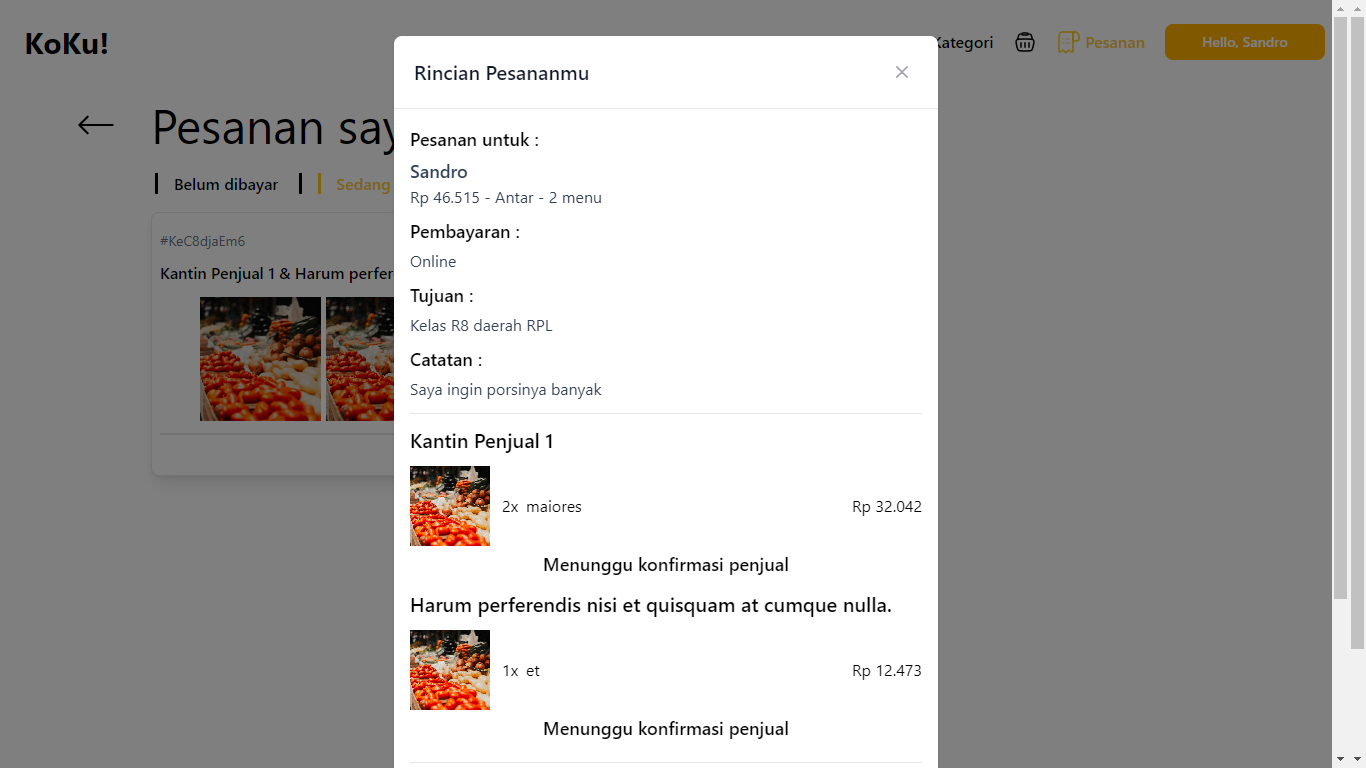 KoKu!
Kategori
Pesanan
Hello, Sandro
Pesanan say
Belum dibayar
Sedang
#KeC8djaEm6
Kantin Penjual 1 & Harum perfer
Rincian Pesananmu
Pesanan untuk :
Sandro
Rp 46.515 - Antar - 2 menu
Pembayaran :
Online
Tujuan :
Kelas R8 daerah RPL
Catatan :
Saya ingin porsinya banyak
Kantin Penjual 1
2x maiores Rp 32.042
Menunggu konfirmasi penjual
Harum perferendis nisi et quisquam at cumque nulla.
1x et Rp 12.473
Menunggu konfirmasi penjual